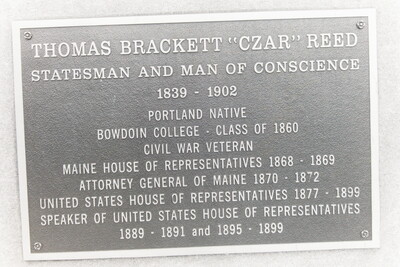 THOMAS BRACKETT "CZAR" REED
STATESMAN AND MAN OF CONSCIENCE
1839 - 1902
PORTLAND NATIVE
BOWDOIN COLLEGE - CLASS OF 1860
CIVIL WAR VETERAN
MAINE HOUSE OF REPRESENTATIVES 1868 - 1869
ATTORNEY GENERAL OF MAINE 1870 - 1872
UNITED STATES HOUSE OF REPRESENTATIVES 1877 - 1899
SPEAKER OF UNITED STATES HOUSE OF REPRESENTATIVES
1889 - 1891 and 1895 - 1899